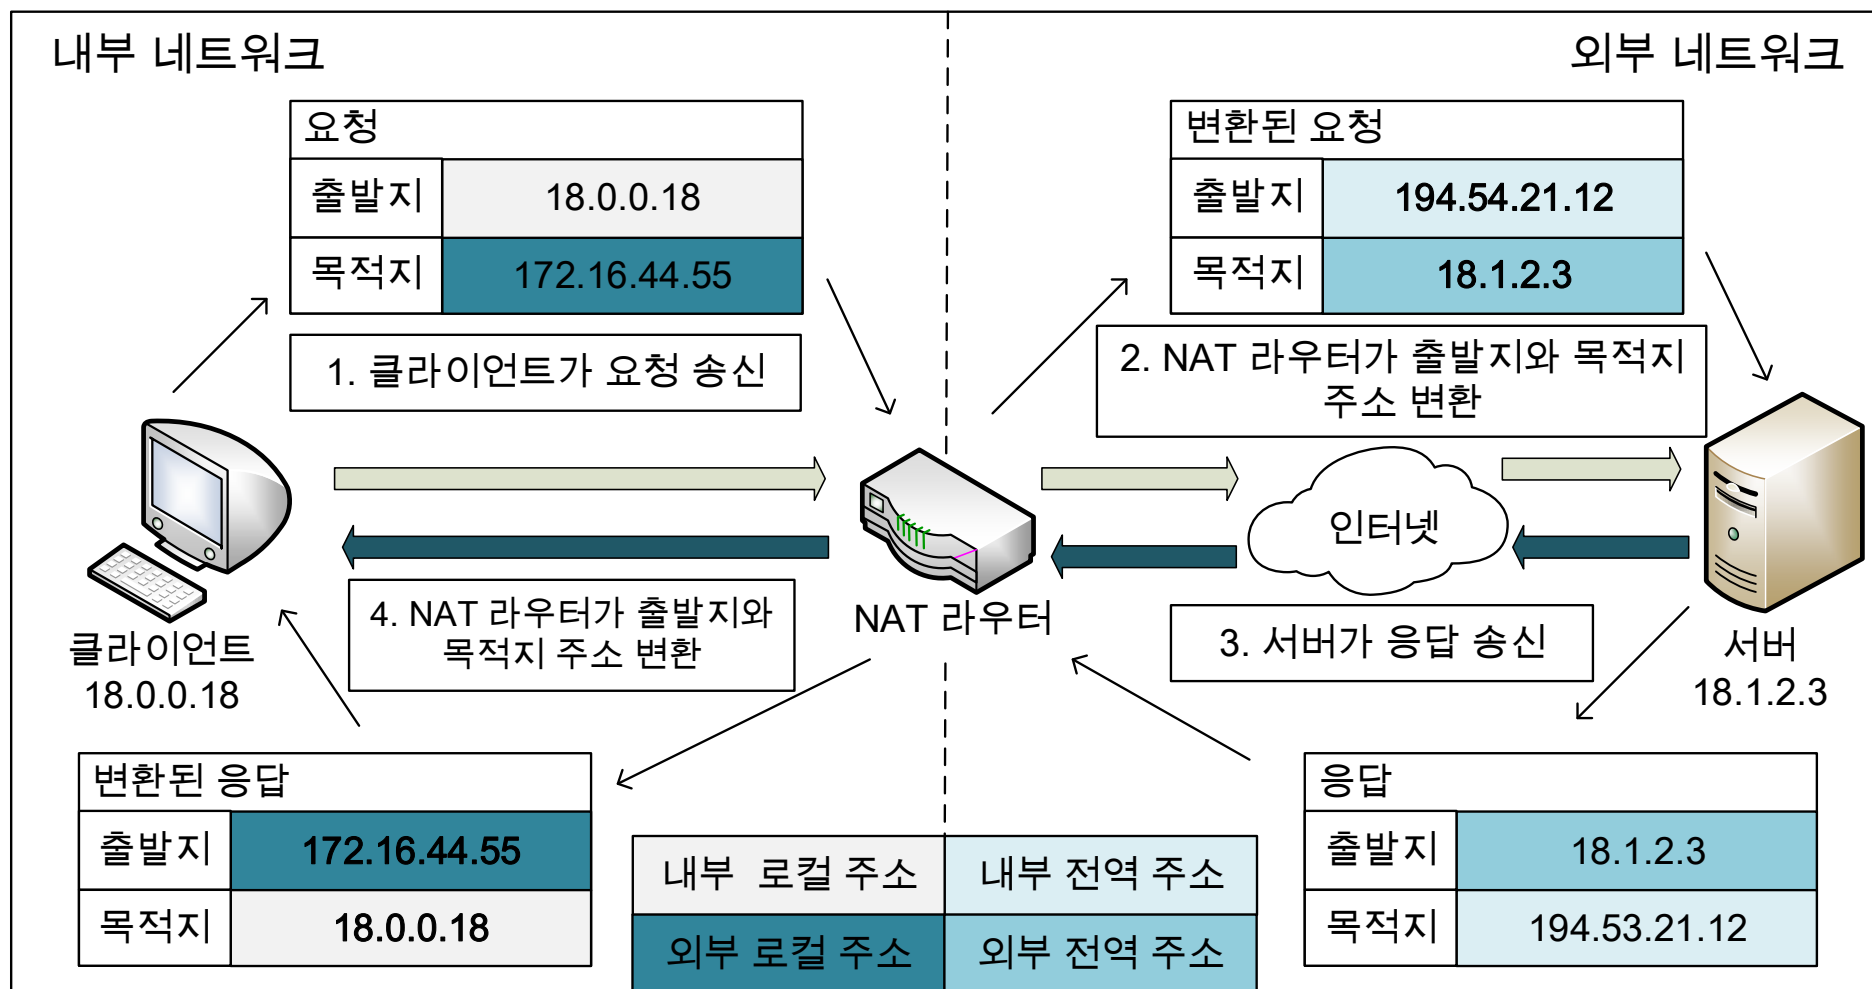 내부 네트워크
외부 네트워크
요청
출발지 18.0.0.18
목적지 172.16.44.55
변환된 요청
출발지 194.54.21.12
목적지 18.1.2.3
1. 클라이언트가 요청 송신
2. NAT 라우터가 출발지와 목적지
주소 변환
인터넷
NAT 라우터
4. NAT 라우터가 출발지와
목적지 주소 변환
3. 서버가 응답 송신
클라이언트
18.0.0.18
서버
18.1.2.3
변환된 응답
출발지 172.16.44.55
목적지 18.0.0.18
응답
출발지 18.1.2.3
목적지 194.53.21.12
내부 로컬 주소 내부 전역 주소
외부 로컬 주소 외부 전역 주소